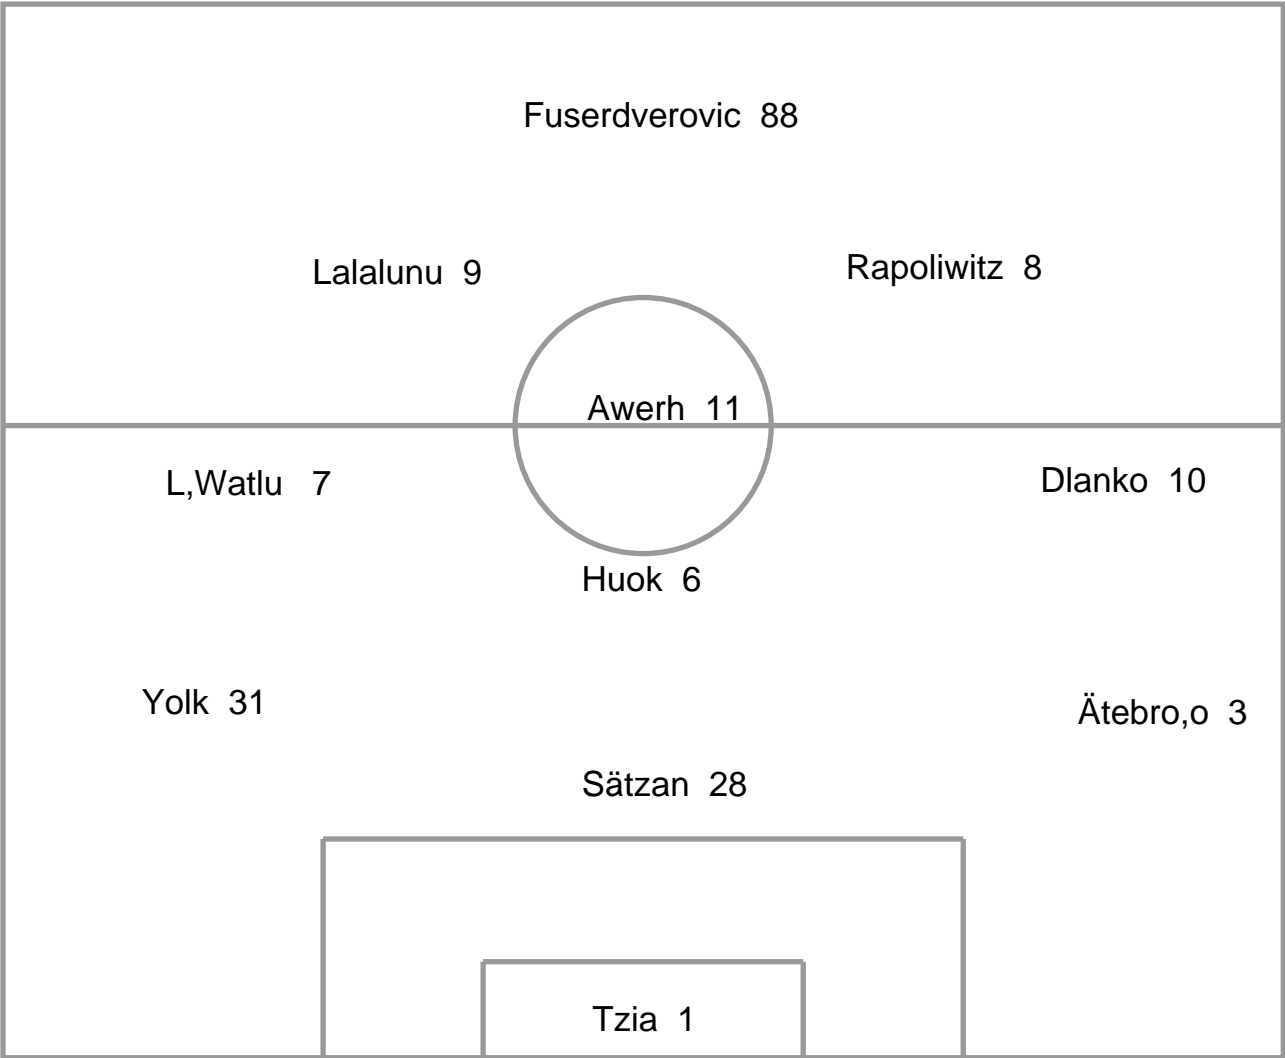 Fuserdverovic 88
Lalalunu 9
Rapoliwitz 8
Awerh 11
L,Watlu 7
Dlanko 10
Huok 6
Yolk 31
Ätebro,o 3
Sätzan 28
Tzia 1